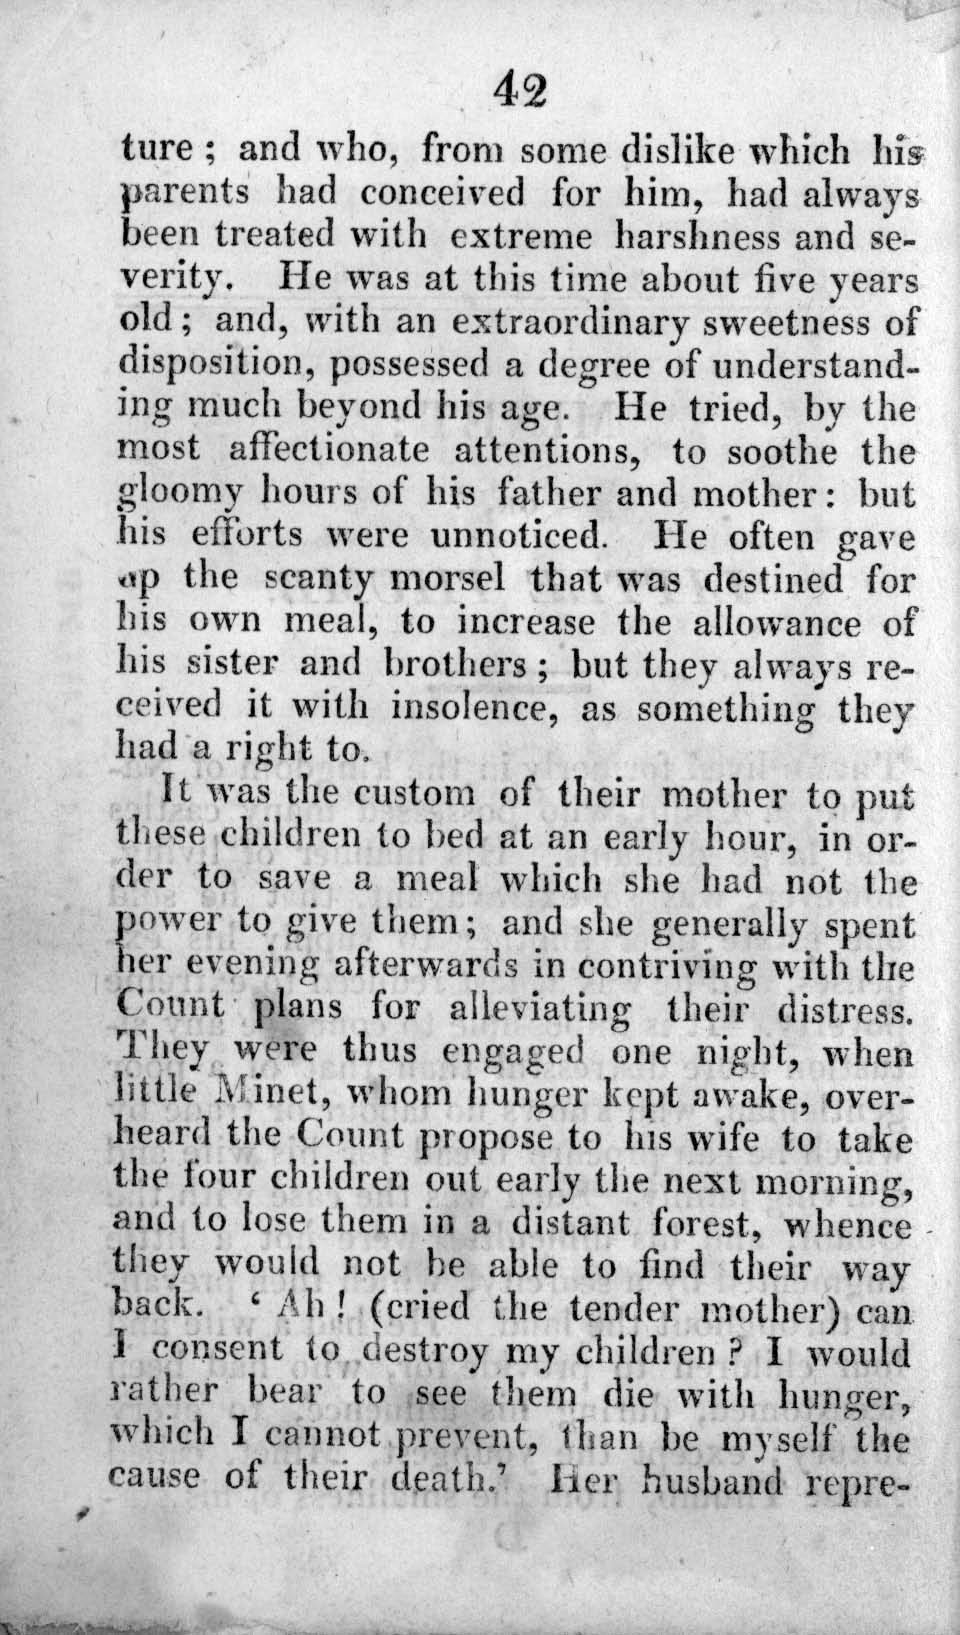 42
ture ; and who, from some dislike which his
parents had conceived for him, had always
been treated with extreme harshness and se-
verity. He was at this time about five years
old ; and, with an extraordinary sweetness of
disposition, possessed a degree of understand-
ing much beyond his age. He tried, by the
most affectionate attentions, to soothe the
gloomy hours of his father and mother : but
his efforts were unnoticed. He often gave
up the scanty morsel that was destined for
his own meal, to increase the allowance of
his sister and brothers ; but they always re-
ceived it with insolence, as something they
had a right to.
It was the custom of their mother to put
these children to bed at an early hour, in or-
der to save a meal which she had not the
power to give them ; and she generally spent
her evening afterwards in contriving with the
Count plans for alleviating their distress.
They were thus engaged one night, when
little Minet, whom hunger kept awake, over-
heard the Count propose to his wife to take
the four children out early the next morning,
and to lose them in a distant forest, whence
they would not be able to find their way
back. ‘ Ah ! (cried the tender mother) can
I consent to destroy my children ? I would
rather bear to see them die with hunger,
which I cannot prevent, than be myself the
cause of their death.’ Her husband repre-